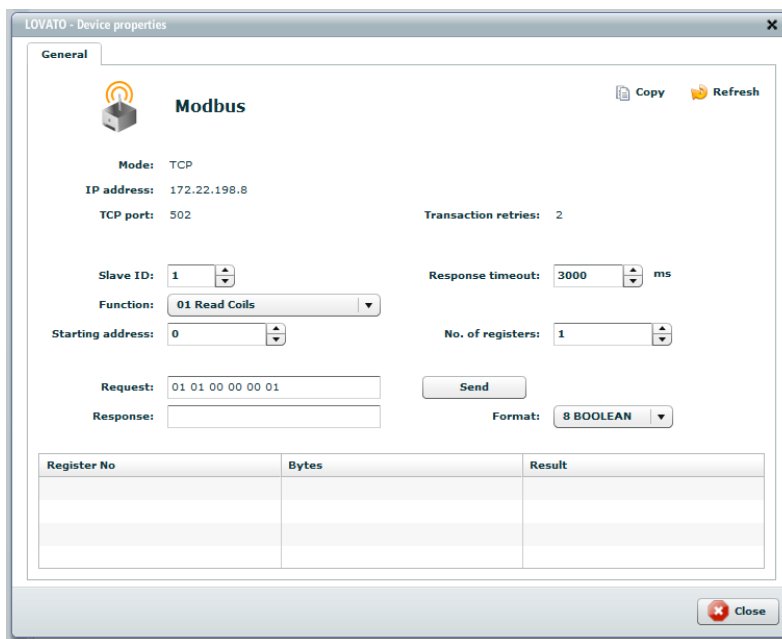 LOVATO - Device properties
General
Modbus
Copy
Refresh
Mode: TCP
IP address: 172.22.198.8
TCP port: 502
Transaction retries: 2
Slave ID: 1
Response timeout: 3000 ms
Function: 01 Read Coils
Starting address: 0
No. of registers: 1
Request: 01 01 00 00 00 01
Send
Response:
Format: 8 BOOLEAN
Register No Bytes Result
Close